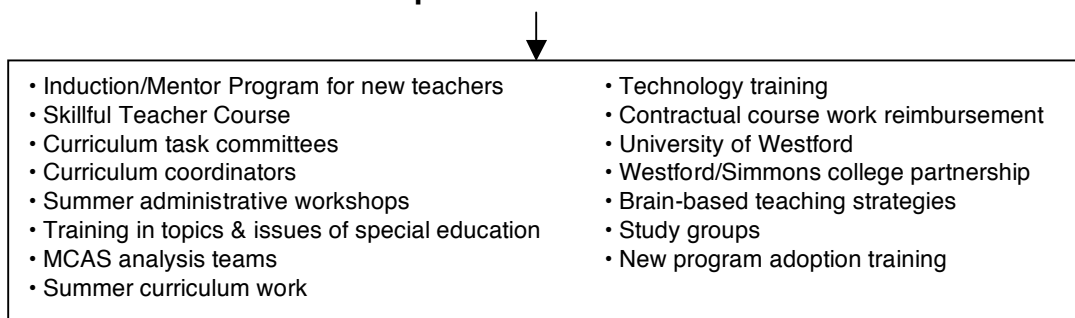 • Induction/Mentor Program for new teachers
• Skillful Teacher Course
• Curriculum task committees
• Curriculum coordinators
• Summer administrative workshops
• Training in topics & issues of special education
• MCAS analysis teams
• Summer curriculum work
• Technology training
• Contractual course work reimbursement
• University of Westford
• Westford/Simmons college partnership
• Brain-based teaching strategies
• Study groups
• New program adoption training